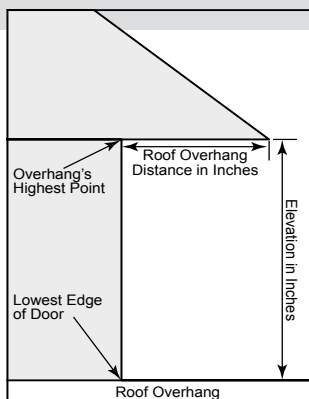 Roof Overhang
Distance in Inches
Overhang's
Highest Point
Elevation in Inches
Lowest Edge
of Door
Roof Overhang